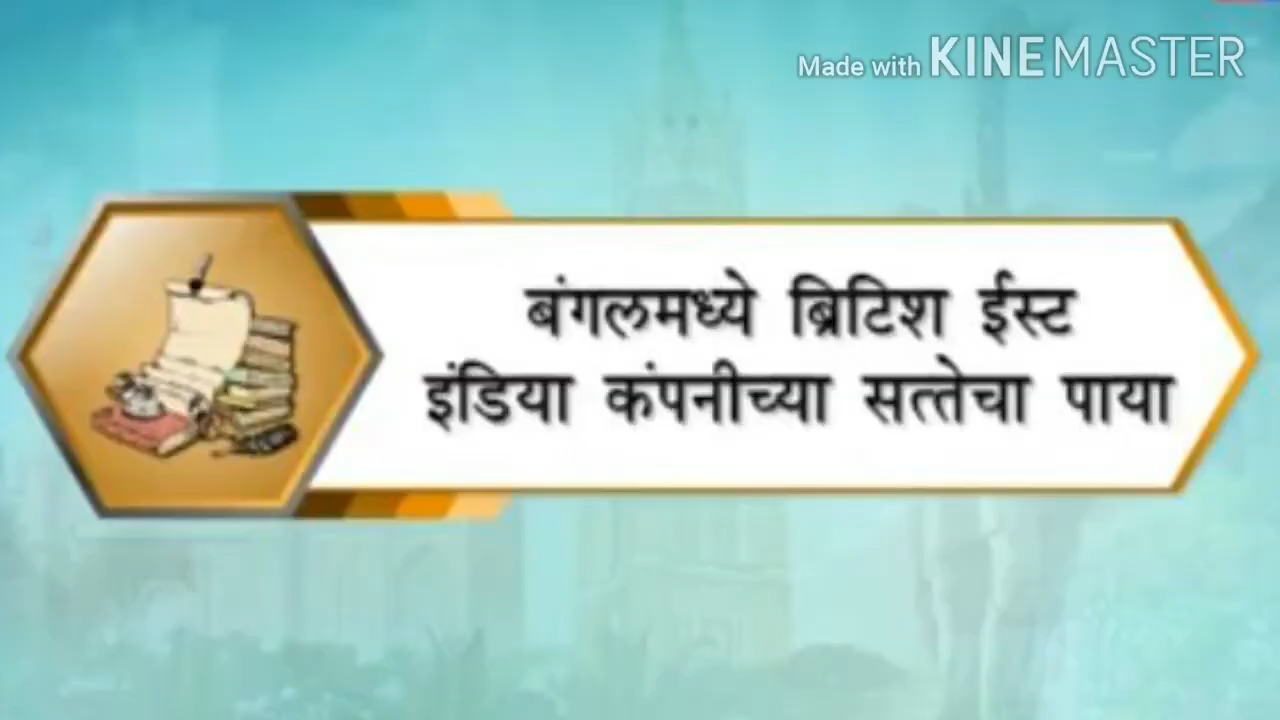 Made with KINEMASTER
बंगलमध्ये ब्रिटिश ईस्ट
इंडिया कंपनीच्या सत्तेचा पाया